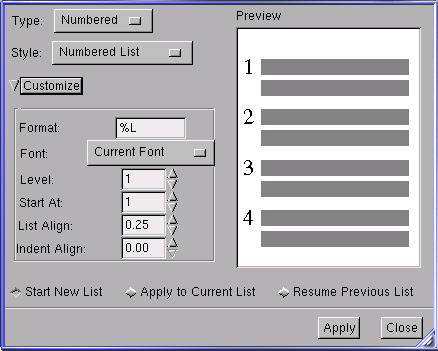 Type: Numbered
Style: Numbered List
Customize
Format: %L
Font: Current Font
Level: 1
Start At: 1
List Align: 0.25
Indent Align: 0.00
Preview
1
2
3
4
Start New List Apply to Current List Resume Previous List
Apply Close